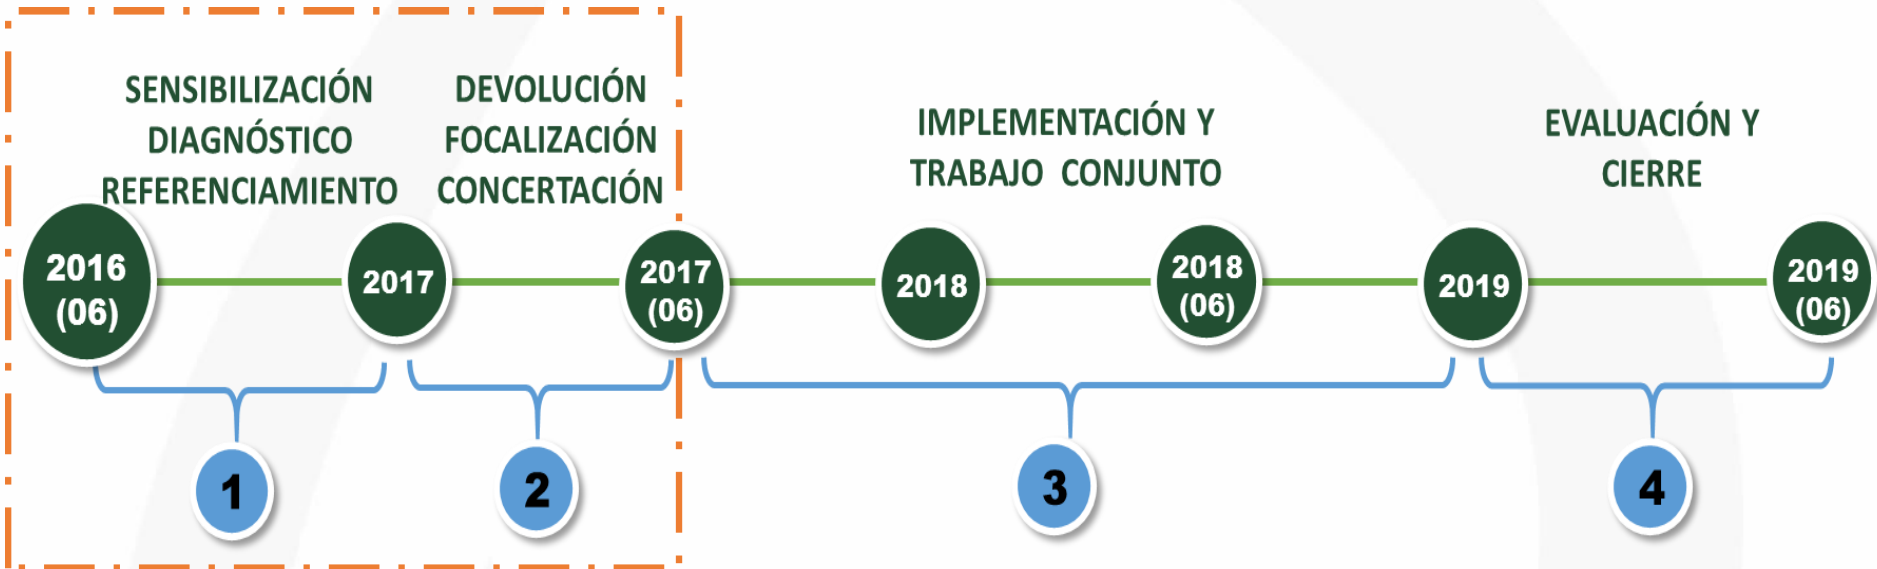 SENSIBILIZACIÓN
DIAGNÓSTICO
REFERENCIAMIENTO
DEVOLUCIÓN
FOCALIZACIÓN
CONCERTACIÓN
IMPLEMENTACIÓN Y
TRABAJO CONJUNTO
EVALUACIÓN Y
CIERRE
2016
(06)
2017
2017
(06)
2018
2018
(06)
2019
2019
(06)
1
2
3
4